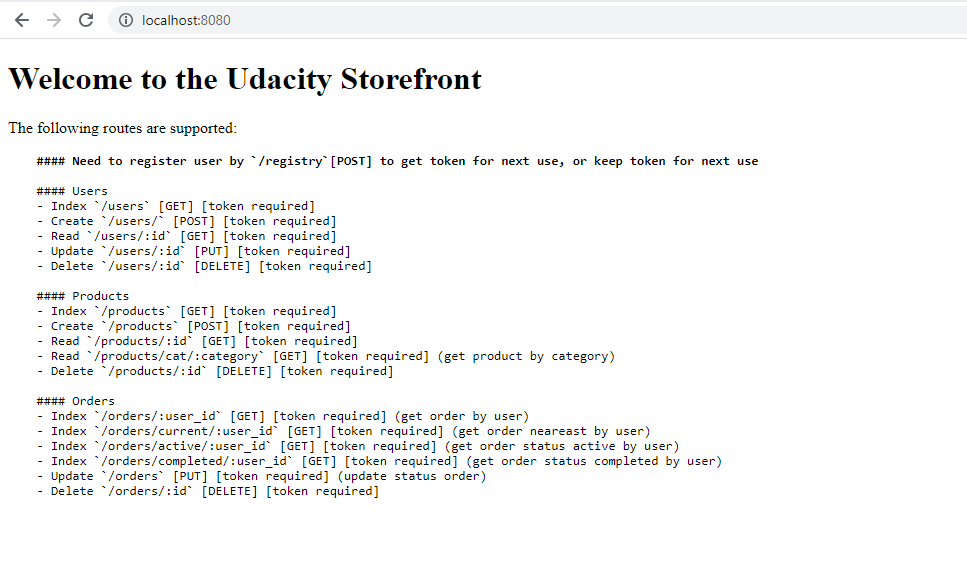 localhost:8080
Welcome to the Udacity Storefront
The following routes are supported:
#### Need to register user by `/registry`[POST] to get token for next use, or keep token for next use
#### Users
- Index `/users` [GET] [token required]
- Create `/users/` [POST] [token required]
- Read `/users/:id` [GET] [token required]
- Update `/users/:id` [PUT] [token required]
- Delete `/users/:id` [DELETE] [token required]
#### Products
- Index `/products` [GET] [token required]
- Create `/products` [POST] [token required]
- Read `/products/:id` [GET] [token required]
- Read `/products/cat/:category` [GET] [token required] (get product by category)
- Delete `/products/:id` [DELETE] [token required]
#### Orders
- Index `/orders/:user_id` [GET] [token required] (get order by user)
- Index `/orders/current/:user_id` [GET] [token required] (get order neareast by user)
- Index `/orders/active/:user_id` [GET] [token required] (get order status active by user)
- Index `/orders/completed/:user_id` [GET] [token required] (get order status completed by user)
- Update `/orders` [PUT] [token required] (update status order)
- Delete `/orders/:id` [DELETE] [token required]